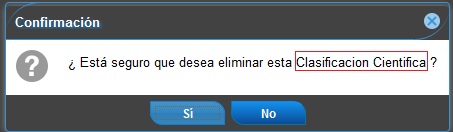 Confirmación
¿ Está seguro que desea eliminar esta Clasificacion Cientifica ?
Sí No